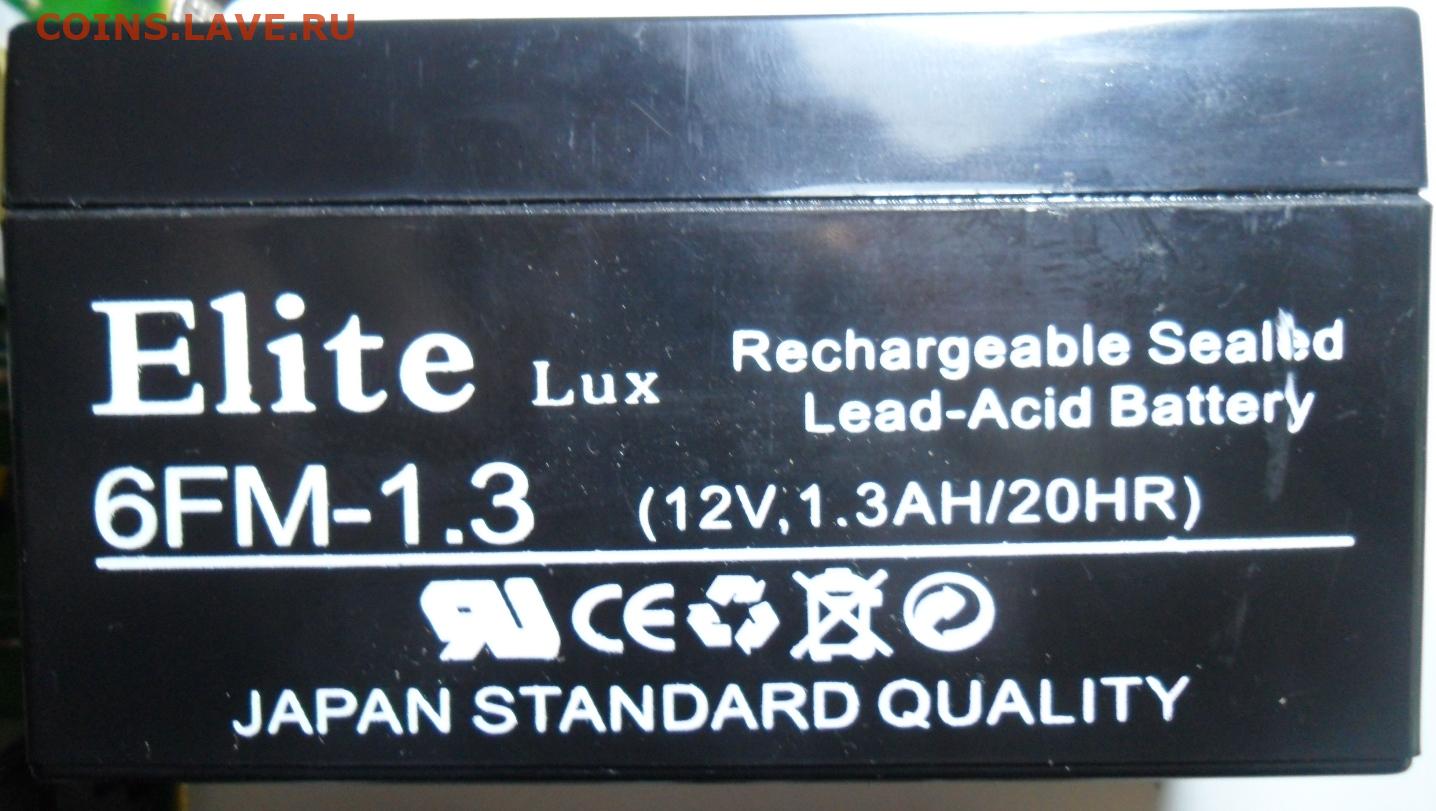 COINS.LAVE.RU
Elite Lux
Rechargeable Sealed
Lead-Acid Battery
6FM-1.3 (12V,1.3AH/20HR)
CE
JAPAN STANDARD QUALITY